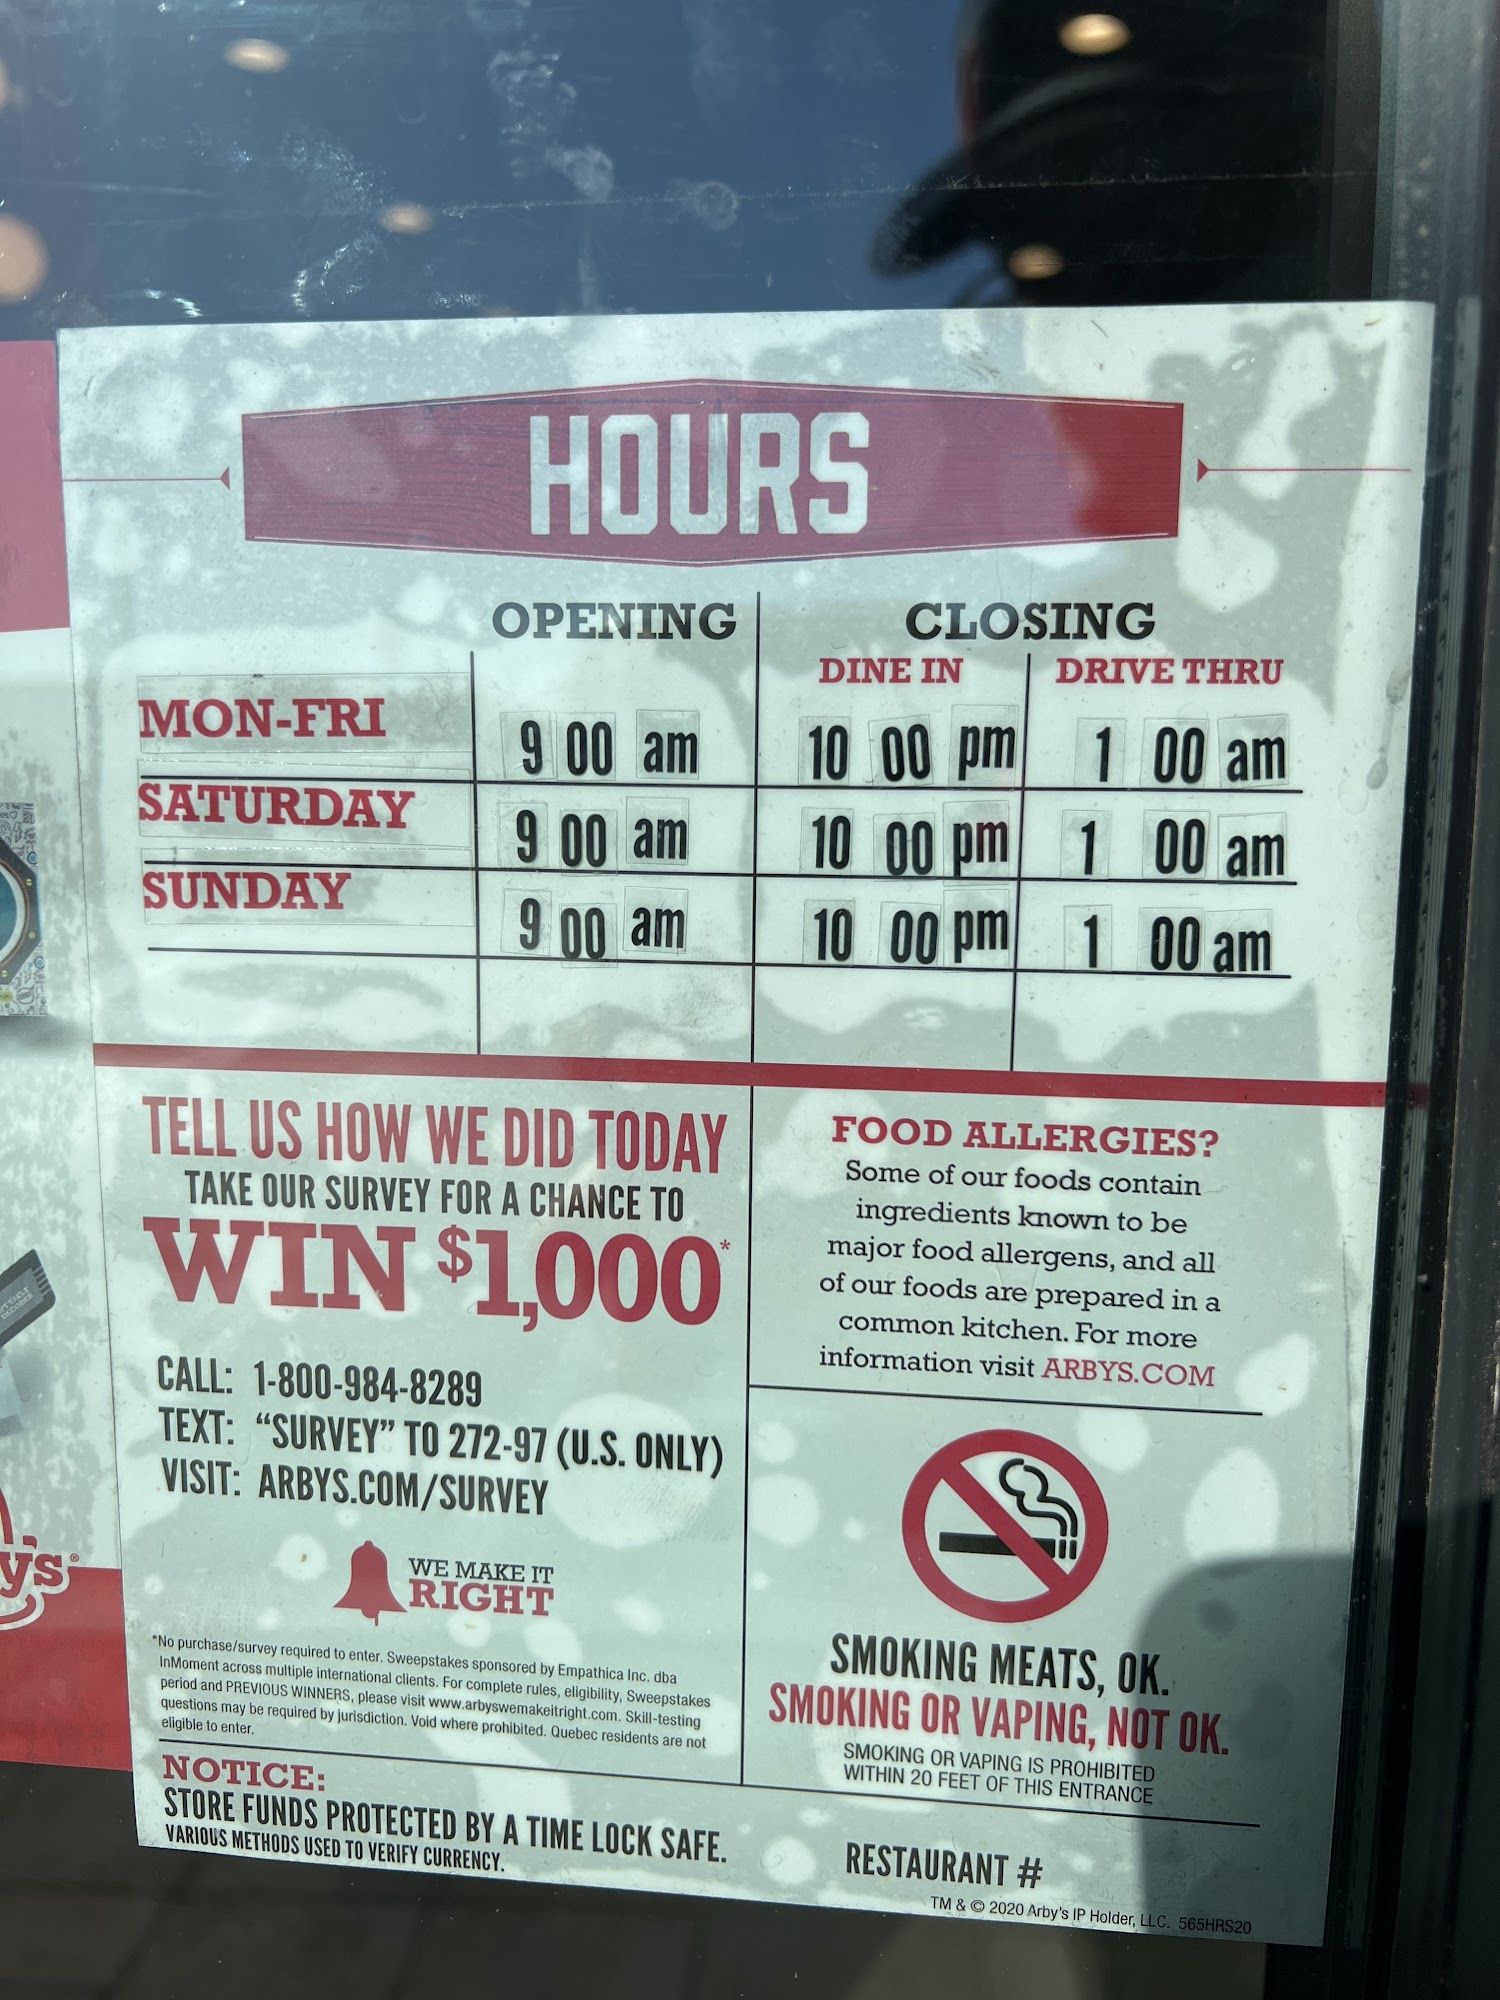 HOURS
OPENING CLOSING
DINE IN DRIVE THRU
MON-FRI 9 00 am 10 00 pm 1 00 am
SATURDAY 9 00 am 10 00 pm 1 00 am
SUNDAY 9 00 am 10 00 pm 1 00 am
TELL US HOW WE DID TODAY
TAKE OUR SURVEY FOR A CHANCE TO
WIN $1,000*
CALL: 1-800-984-8289
TEXT: “SURVEY” TO 272-97 (U.S. ONLY)
VISIT: ARBYS.COM/SURVEY
WE MAKE IT
RIGHT
*No purchase/survey required to enter. Sweepstakes sponsored by Empathica Inc. dba
InMoment across multiple international clients. For complete rules, eligibility, Sweepstakes
period and PREVIOUS WINNERS, please visit www.arbyswemakeitright.com. Skill-testing
questions may be required by jurisdiction. Void where prohibited. Quebec residents are not
eligible to enter.
FOOD ALLERGIES?
Some of our foods contain
ingredients known to be
major food allergens, and all
of our foods are prepared in a
common kitchen. For more
information visit ARBYS.COM
SMOKING MEATS, OK.
SMOKING OR VAPING, NOT OK.
SMOKING OR VAPING IS PROHIBITED
WITHIN 20 FEET OF THIS ENTRANCE
NOTICE:
STORE FUNDS PROTECTED BY A TIME LOCK SAFE.
VARIOUS METHODS USED TO VERIFY CURRENCY.
RESTAURANT #
TM & © 2020 Arby's IP Holder, LLC. 565HRS20
ys®